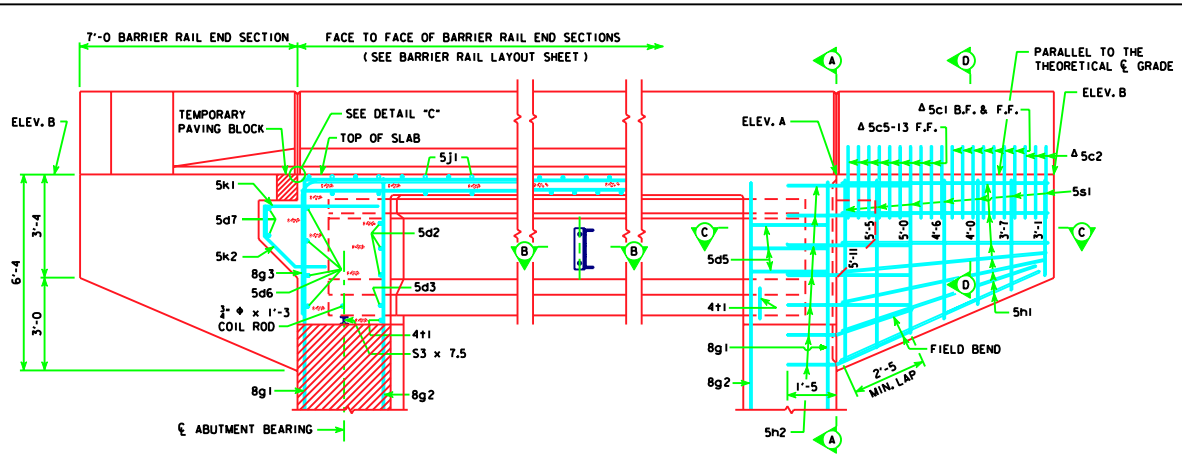 7'-0 BARRIER RAIL END SECTION
FACE TO FACE OF BARRIER RAIL END SECTIONS
(SEE BARRIER RAIL LAYOUT SHEET)
A
D
PARALLEL TO THE
THEORETICAL ℄ GRADE
ELEV. B
TEMPORARY
PAVING BLOCK
SEE DETAIL "C"
TOP OF SLAB
ELEV. A
Δ 5c1 B.F. & F.F.
Δ 5c5-13 F.F.
ELEV. B
Δ 5c2
5j1
5k1
5s1
5d7
5d2
5k2
3'-4
6'-4
3'-0
B
B
C
C
5d5
5'-11
5'-5
5'-0
4'-6
4'-0
3'-7
3'-1
8g3
5d6
5d3
D
4t1
5h1
COIL ROD
4t1
S3 x 7.5
8g1
8g2
FIELD BEND
2'-5
MIN. LAP
1'-5
8g1
8g2
℄ ABUTMENT BEARING
5h2
A